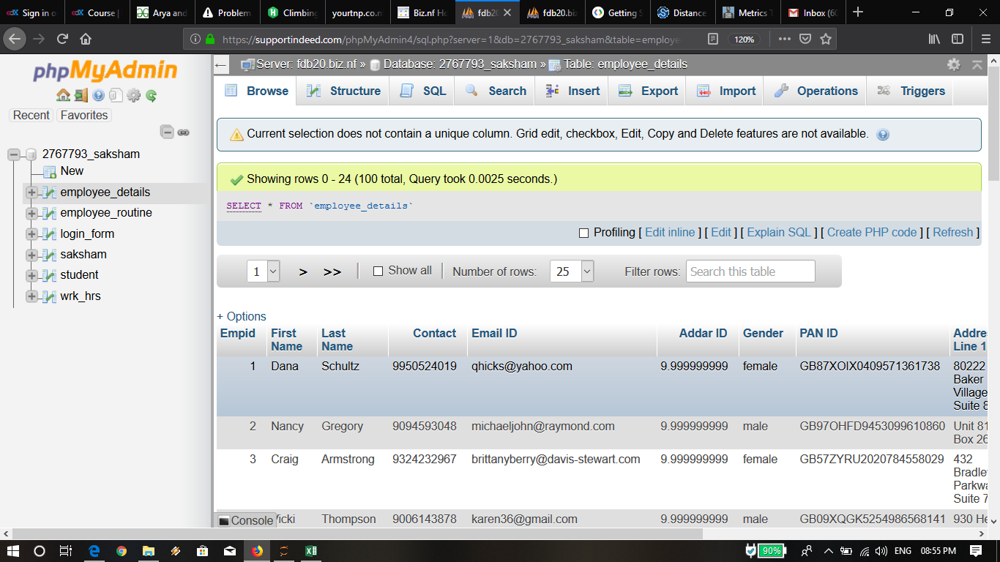 Sign in o
Course |
Arya and
Problem
Climbing
yourtnp.co.n
Biz.nf Ho
fdb20
fdb20.biz
Getting S
Distance
Metrics T
Inbox (60
https://supportindeed.com/phpMyAdmin4/sql.php?server=1&db=2767793_saksham&table=employe
120%
phpMyAdmin
Recent Favorites
2767793_saksham
New
employee_details
employee_routine
login_form
saksham
student
wrk_hrs
Server: fdb20.biz.nf » Database: 2767793_saksham » Table: employee_details
Browse Structure SQL Search Insert Export Import Operations Triggers
Current selection does not contain a unique column. Grid edit, checkbox, Edit, Copy and Delete features are not available.
Showing rows 0 - 24 (100 total, Query took 0.0025 seconds.)
SELECT * FROM `employee_details`
Profiling [ Edit inline ] [ Edit ] [ Explain SQL ] [ Create PHP code ] [ Refresh ]
1 > >> Show all Number of rows: 25 Filter rows: Search this table
+ Options
Empid First Name Last Name Contact Email ID Addar ID Gender PAN ID Addre Line 1
1 Dana Schultz 9950524019 qhicks@yahoo.com 9.999999999 female GB87XOIX0409571361738 80222
Baker
Village
Suite 8
2 Nancy Gregory 9094593048 michaeljohn@raymond.com 9.999999999 male GB97OHFD9453099610860 Unit 81
Box 26
3 Craig Armstrong 9324232967 brittanyberry@davis-stewart.com 9.999999999 female GB57ZYRU2020784558029 432
Bradle
Parkwa
Suite 7
Vicki Thompson 9006143878 karen36@gmail.com 9.999999999 male GB09XQGK5254986568141 930 He
Console
90%
ENG
08:55 PM